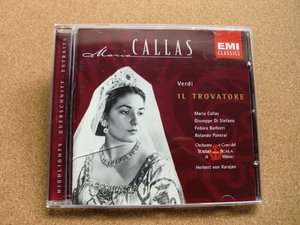 Maria CALLAS
EMI
CLASSICS
Verdi
IL TROVATORE
Maria Callas
Giuseppe Di Stefano
Fedora Barbieri
Rolando Panerai
Orchestra e Coro del
TEATRO ALLA SCALA
di Milano
Herbert von Karajan
HIGHLIGHTS · QUERSCHNITT · EXTRAITS